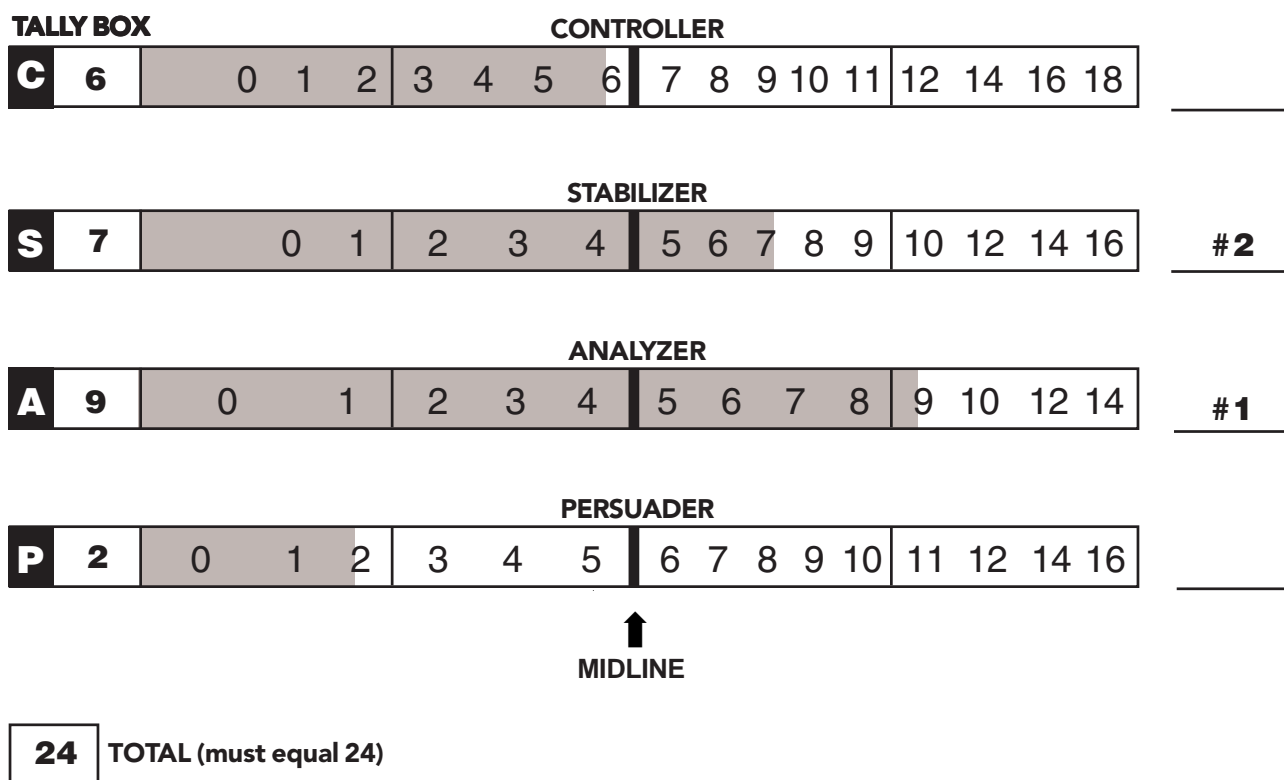 TALLY BOX CONTROLLER
C 6 0 1 2 3 4 5 6 7 8 9 10 11 12 14 16 18
STABILIZER
S 7 0 1 2 3 4 5 6 7 8 9 10 12 14 16 #2
ANALYZER
A 9 0 1 2 3 4 5 6 7 8 9 10 12 14 #1
PERSUADER
P 2 0 1 2 3 4 5 6 7 8 9 10 11 12 14 16
MIDLINE
24 TOTAL (must equal 24)